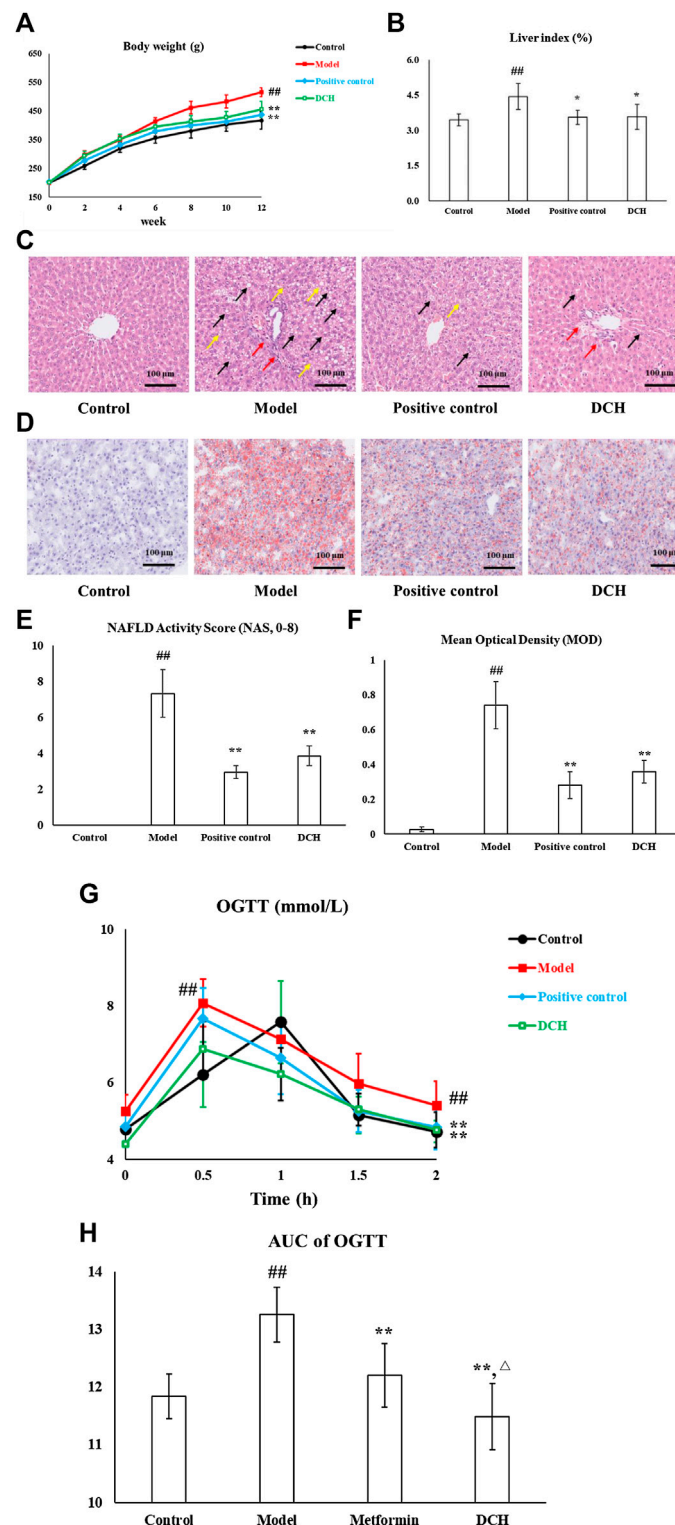 A
Body weight (g)
650
550
450
350
250
150
0
2
4
6
8
10
12
week
Control
Model
Positive control
DCH
##
**
**
B
Liver index (%)
6.0
4.5
3.0
1.5
0.0
##
*
*
Control
Model
Positive control
DCH
C
100 μm
100 μm
100 μm
100 μm
Control
Model
Positive control
DCH
D
100 μm
100 μm
100 μm
100 μm
Control
Model
Positive control
DCH
E
NAFLD Activity Score (NAS, 0-8)
10
8
6
4
2
0
##
**
**
Control
Model
Positive control
DCH
F
Mean Optical Density (MOD)
1
0.8
0.6
0.4
0.2
0
##
**
**
Control
Model
Positive control
DCH
G
OGTT (mmol/L)
10
8
6
4
##
##
**
**
0
0.5
1
1.5
2
Time (h)
Control
Model
Positive control
DCH
H
AUC of OGTT
14
13
12
11
10
##
**
**, △
Control
Model
Metformin
DCH